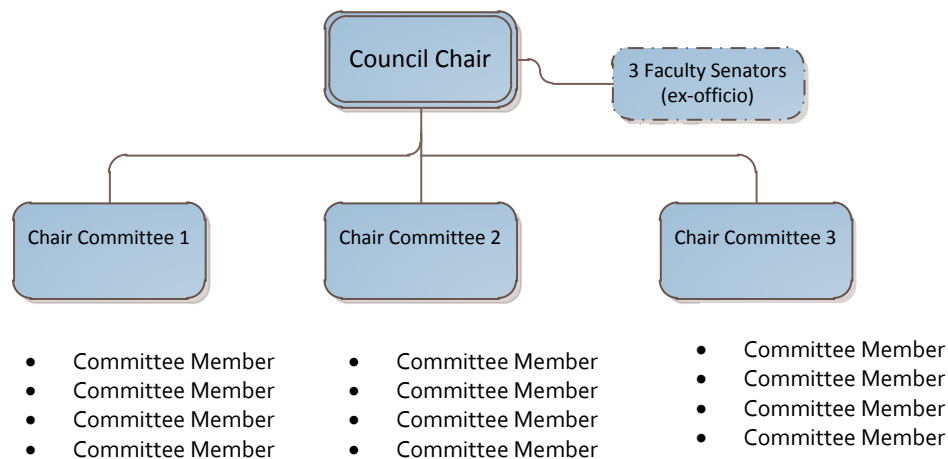 Council Chair
3 Faculty Senators
(ex-officio)
Chair Committee 1
Chair Committee 2
Chair Committee 3
• Committee Member
• Committee Member
• Committee Member
• Committee Member
• Committee Member
• Committee Member
• Committee Member
• Committee Member
• Committee Member
• Committee Member
• Committee Member
• Committee Member